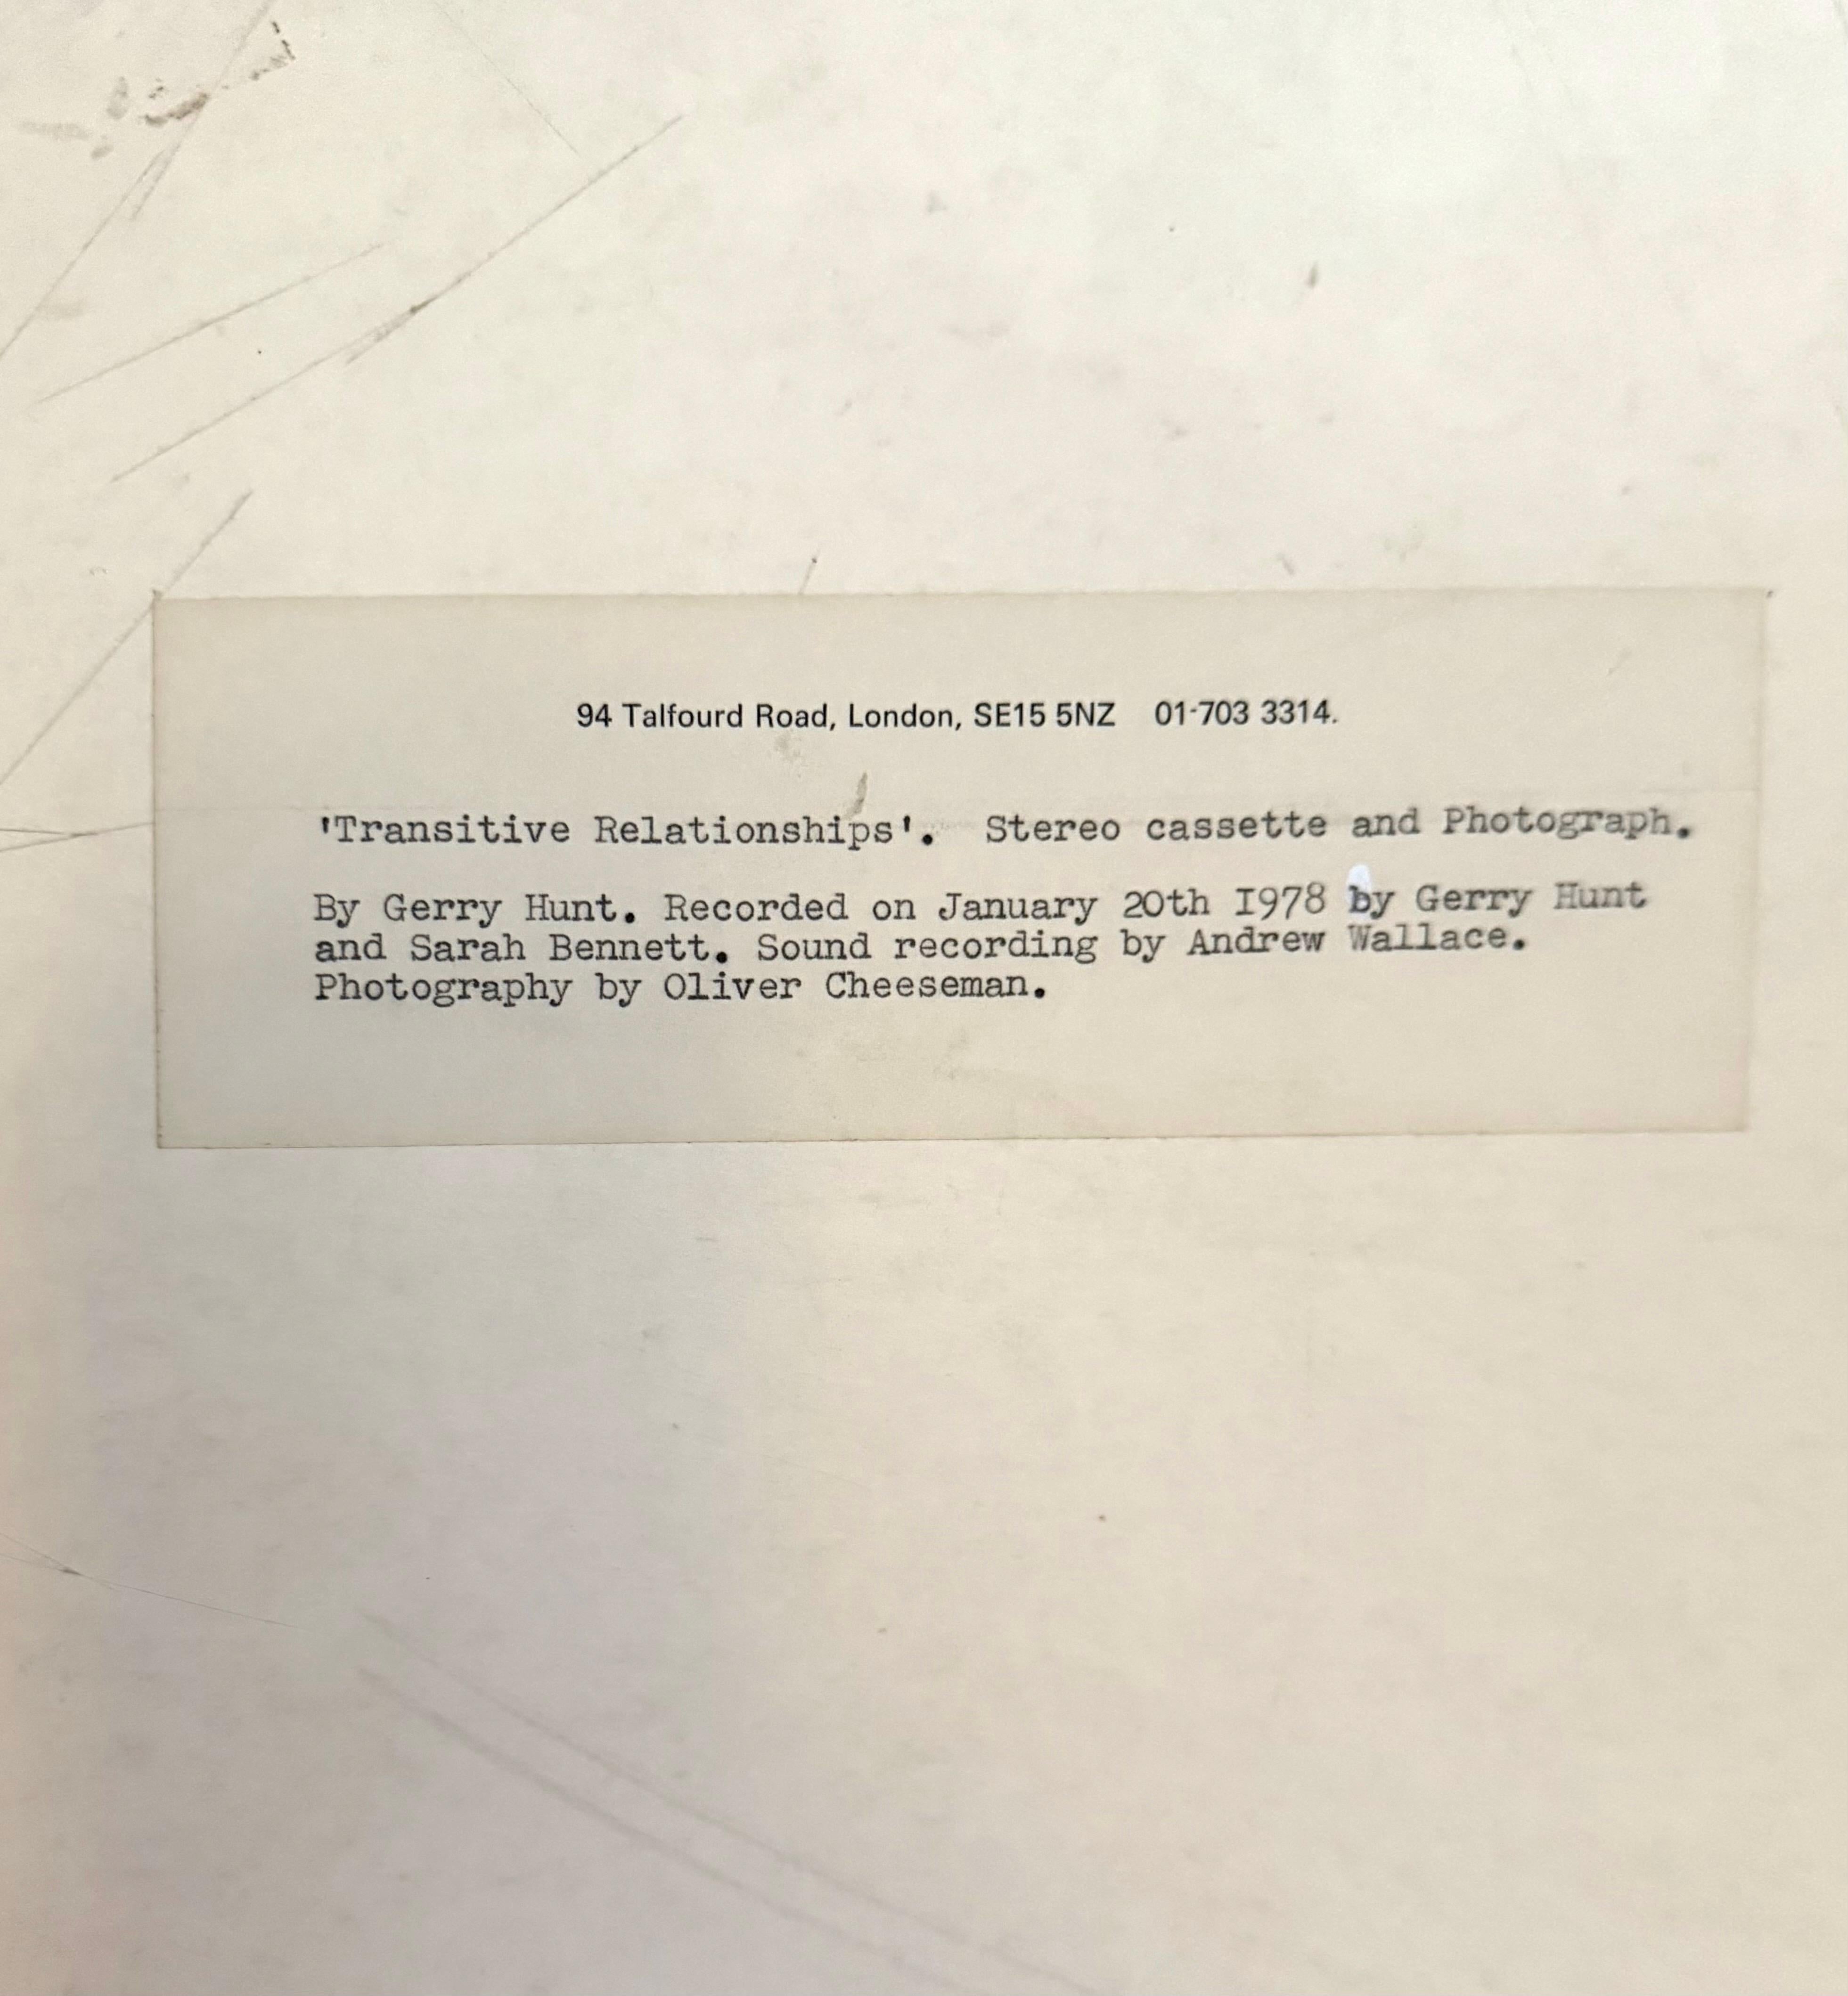 94 Talfourd Road, London, SE15 5NZ 01-703 3314.
'Transitive Relationships'. Stereo cassette and Photograph.
By Gerry Hunt. Recorded on January 20th I978 by Gerry Hunt
and Sarah Bennett. Sound recording by Andrew Wallace.
Photography by Oliver Cheeseman.